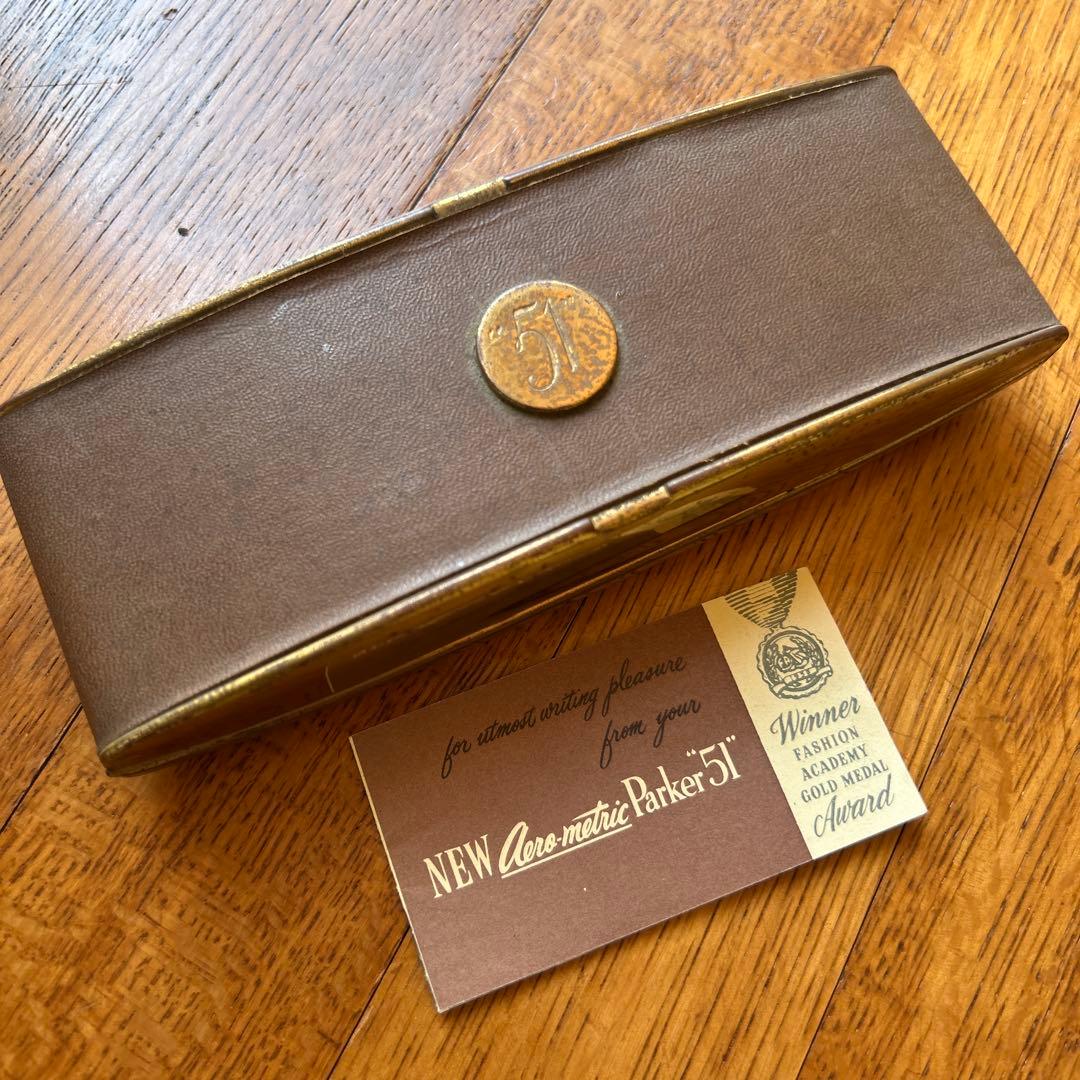 "51"
for utmost writing pleasure
from your
NEW Aero-metric Parker "51"
Winner
FASHION
ACADEMY
GOLD MEDAL
Award